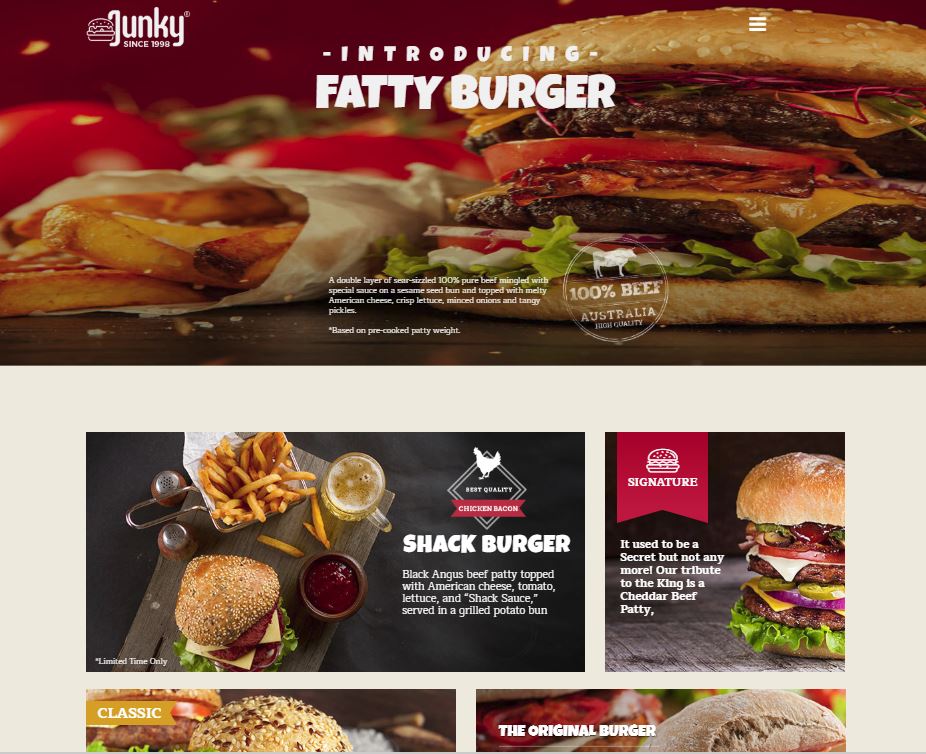 Junky®
SINCE 1998
-INTRODUCING-
FATTY BURGER
A double layer of sear-sizzled 100% pure beef mingled with
special sauce on a sesame seed bun and topped with melty
American cheese, crisp lettuce, minced onions and tangy
pickles.
*Based on pre-cooked patty weight.
100% BEEF
AUSTRALIA
HIGH QUALITY
BEST QUALITY
CHICKEN BACON
SHACK BURGER
Black Angus beef patty topped
with American cheese, tomato,
lettuce, and “Shack Sauce,”
served in a grilled potato bun
*Limited Time Only
SIGNATURE
It used to be a
Secret but not any
more! Our tribute
to the King is a
Cheddar Beef
Patty,
CLASSIC
THE ORIGINAL BURGER